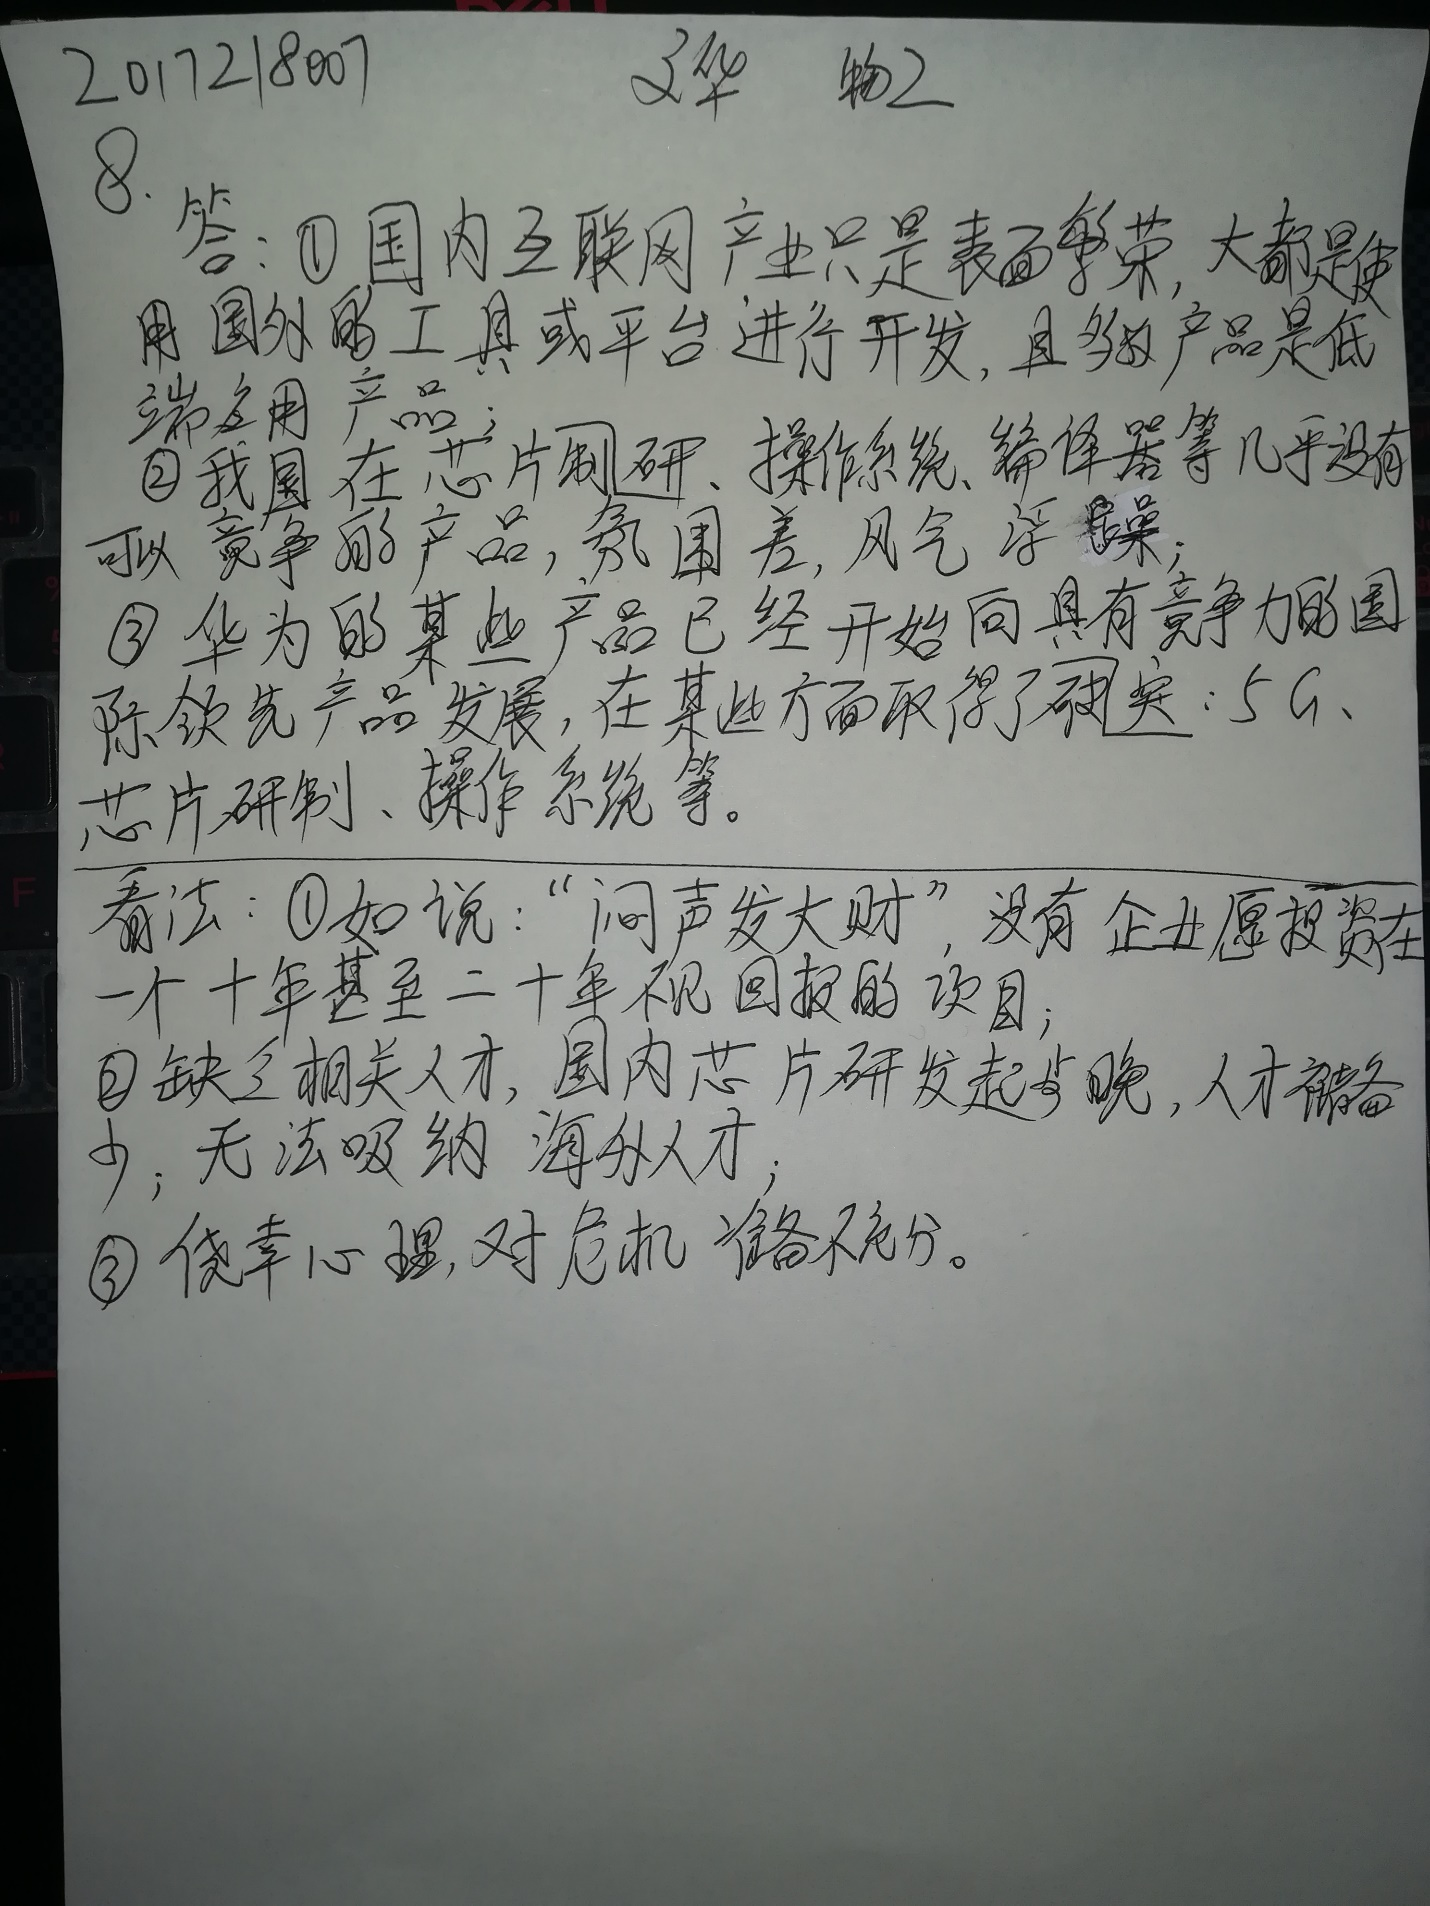 2017218007 文华 物2
8.
答:①国内互联网产业只是表面繁荣,大都是使
用国外的工具或平台进行开发,且多数产品是低
端应用产品;
②我国在芯片制研、操作系统、编译器等几乎没有
可以竞争的产品,氛围差,风气浮躁;
③华为的某些产品已经开始向具有竞争力的国
际领先产品发展,在某些方面取得了突:5G、
芯片研制、操作系统等。
看法:①如说:“闷声发大财”,没有企业愿投资在
一个十年甚至二十年不见回报的项目;
②缺乏相关人才,国内芯片研发起步晚,人才储备
少;无法吸纳海外人才;
③侥幸心理,对危机准备不充分。